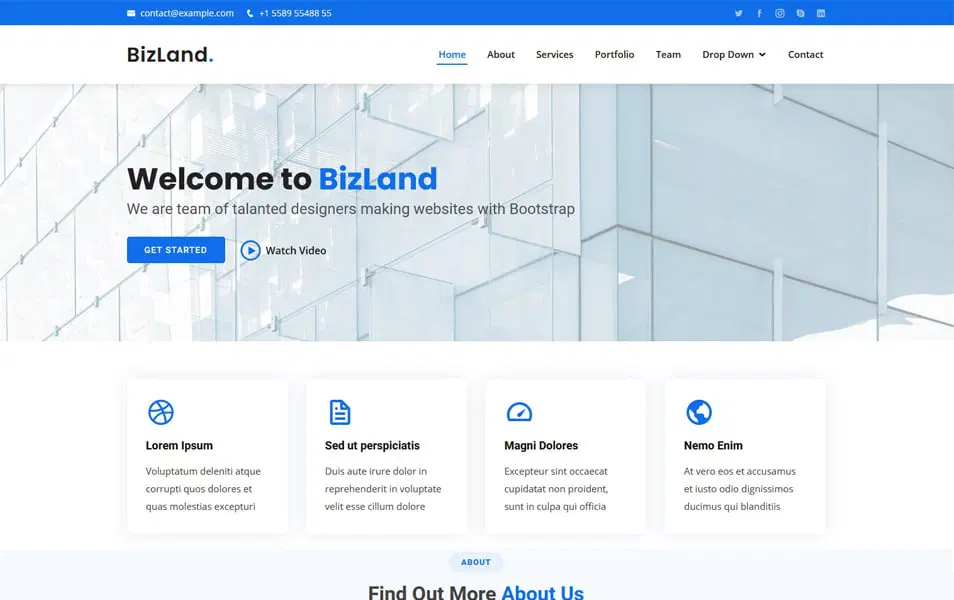 contact@example.com +1 5589 55488 55
BizLand.
Home About Services Portfolio Team Drop Down Contact
Welcome to BizLand
We are team of talanted designers making websites with Bootstrap
GET STARTED Watch Video
Lorem Ipsum
Voluptatum deleniti atque
corrupti quos dolores et
quas molestias excepturi
Sed ut perspiciatis
Duis aute irure dolor in
reprehenderit in voluptate
velit esse cillum dolore
Magni Dolores
Excepteur sint occaecat
cupidatat non proident,
sunt in culpa qui officia
Nemo Enim
At vero eos et accusamus
et iusto odio dignissimos
ducimus qui blanditiis
ABOUT
Find Out More About Us